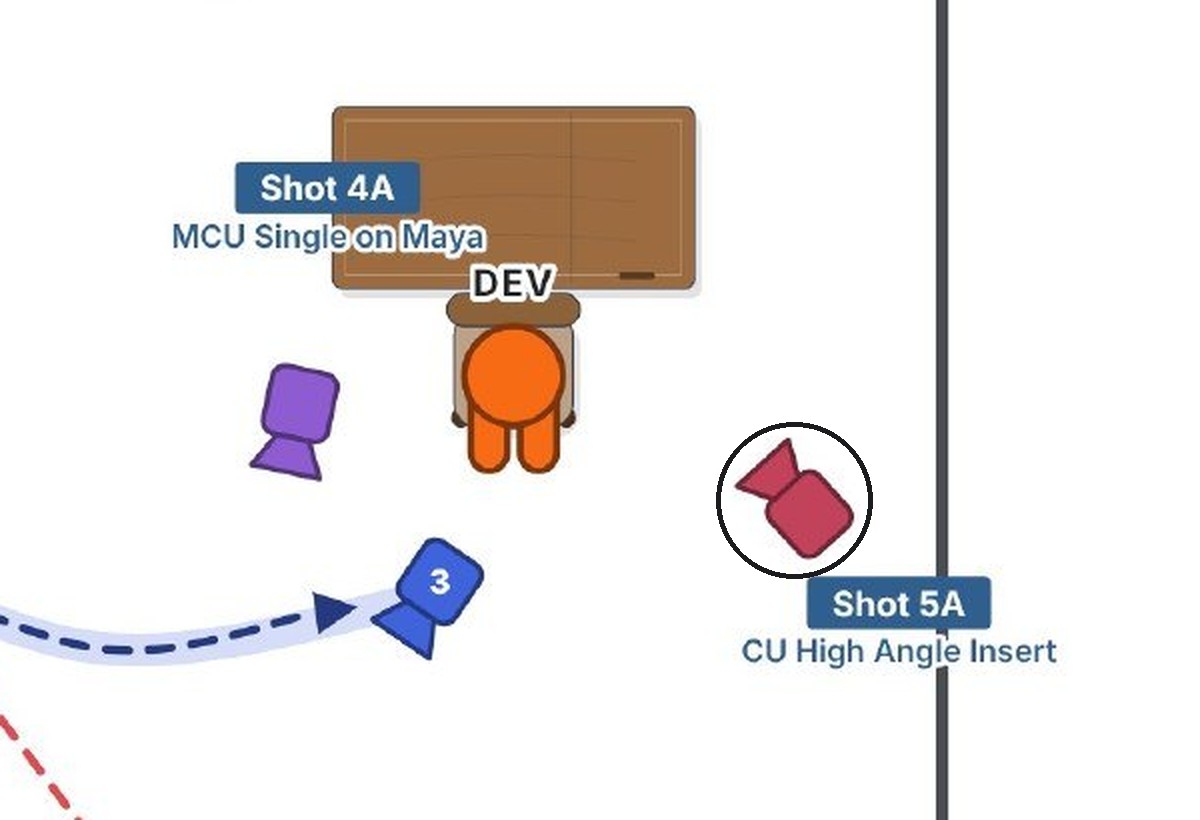 Shot 4A
MCU Single on Maya
DEV
3
Shot 5A
CU High Angle Insert